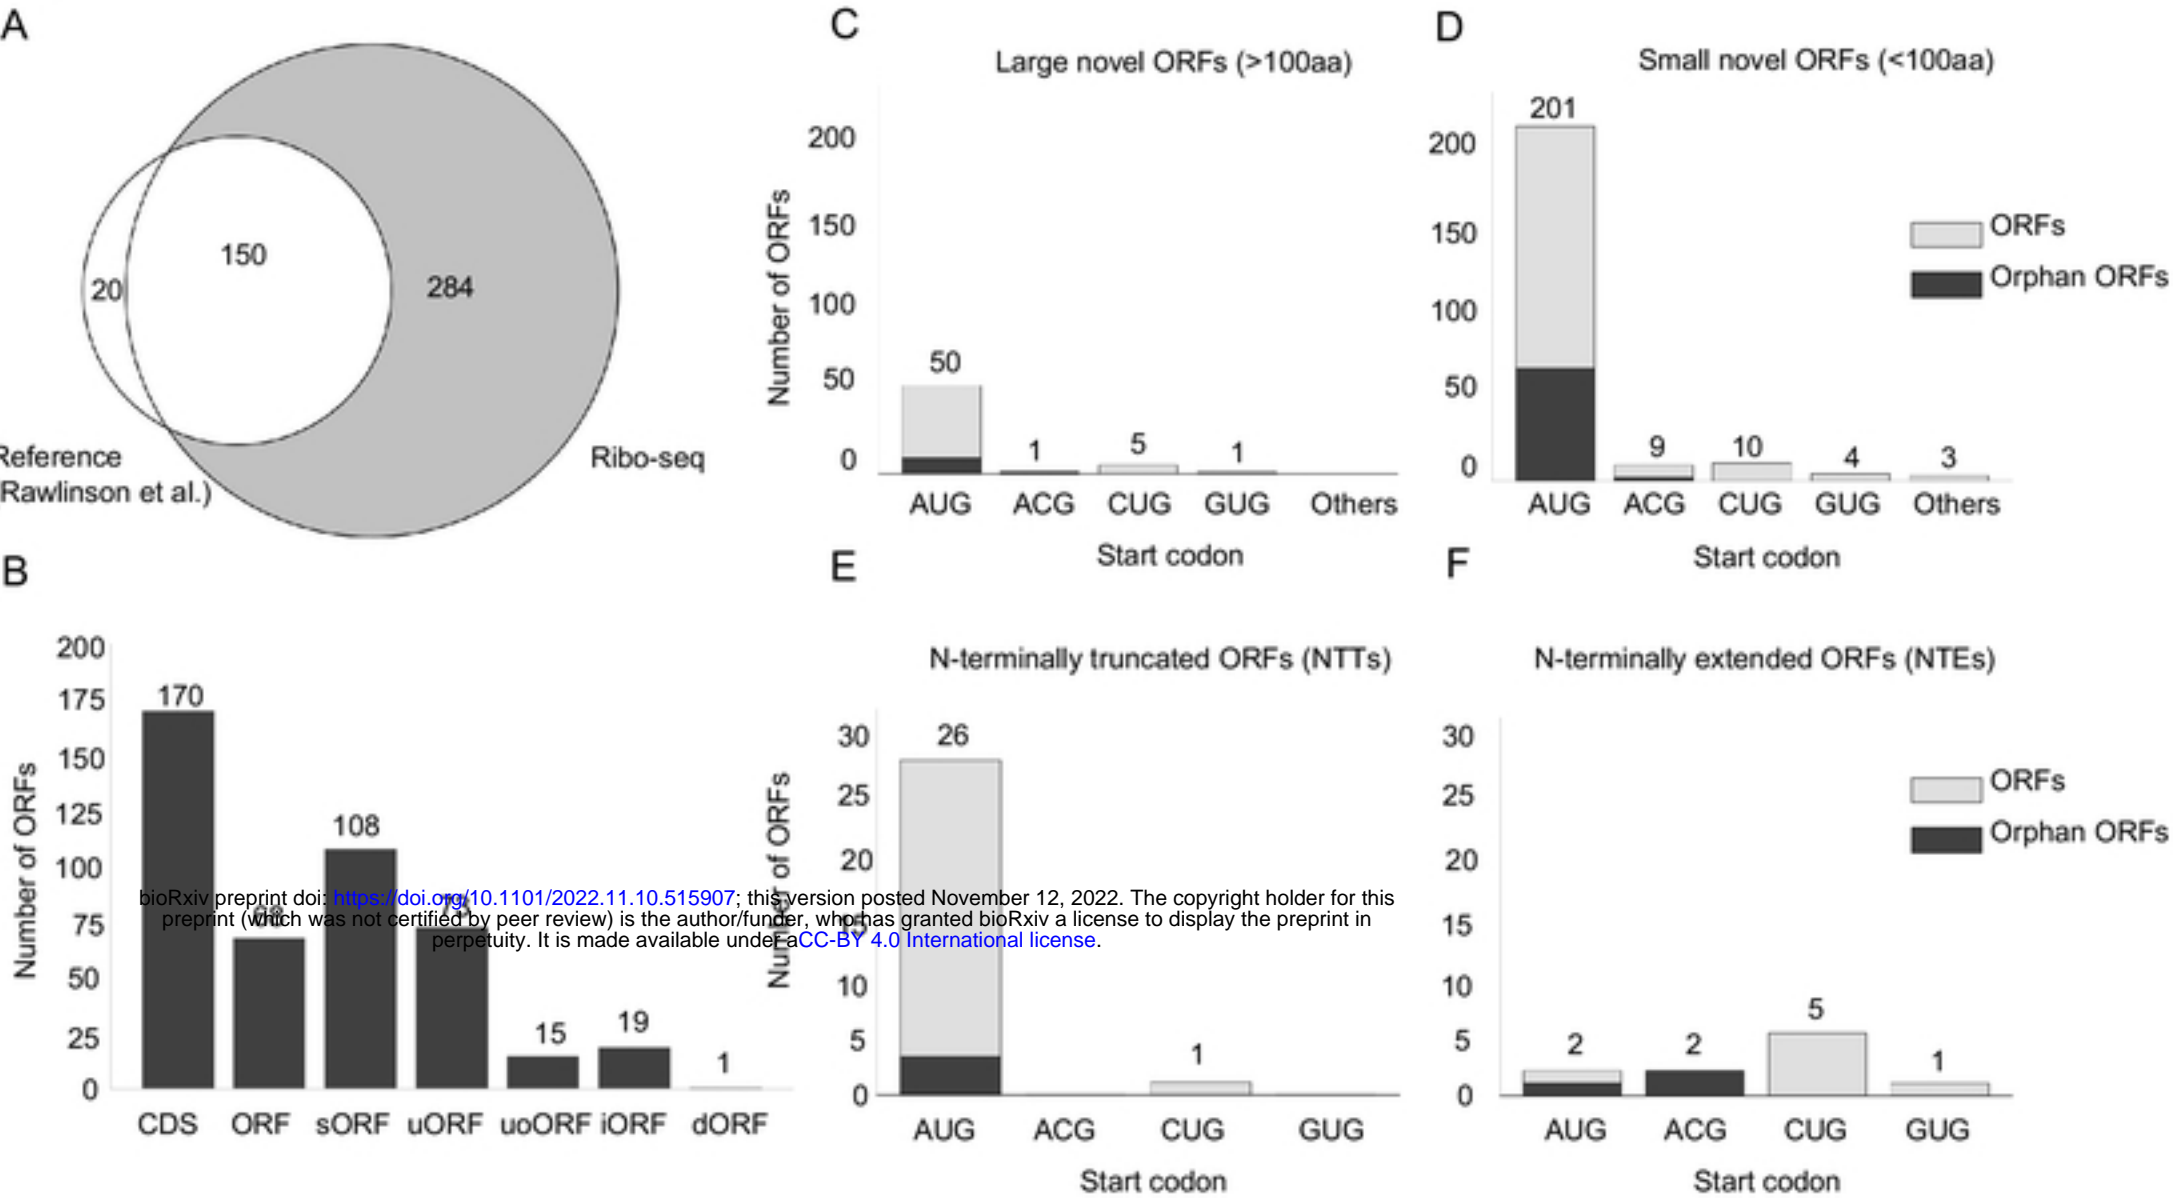 A
20
150
284
Reference
(Rawlinson et al.)
Ribo-seq
B
Number of ORFs
200
175
150
125
100
75
50
25
0
170
68
108
15
19
1
CDS
ORF
sORF
uORF
uoORF
iORF
dORF
C
Large novel ORFs (>100aa)
Number of ORFs
200
150
100
50
0
50
1
5
1
AUG
ACG
CUG
GUG
Others
Start codon
D
Small novel ORFs (<100aa)
200
150
100
50
0
201
9
10
4
3
AUG
ACG
CUG
GUG
Others
Start codon
ORFs
Orphan ORFs
E
N-terminally truncated ORFs (NTTs)
Number of ORFs
30
25
20
15
10
5
0
26
1
AUG
ACG
CUG
GUG
Start codon
F
N-terminally extended ORFs (NTEs)
30
25
20
15
10
5
0
2
2
5
1
AUG
ACG
CUG
GUG
Start codon
ORFs
Orphan ORFs
bioRxiv preprint doi: https://doi.org/10.1101/2022.11.10.515907; this version posted November 12, 2022. The copyright holder for this
preprint (which was not certified by peer review) is the author/funder, who has granted bioRxiv a license to display the preprint in
perpetuity. It is made available under aCC-BY 4.0 International license.